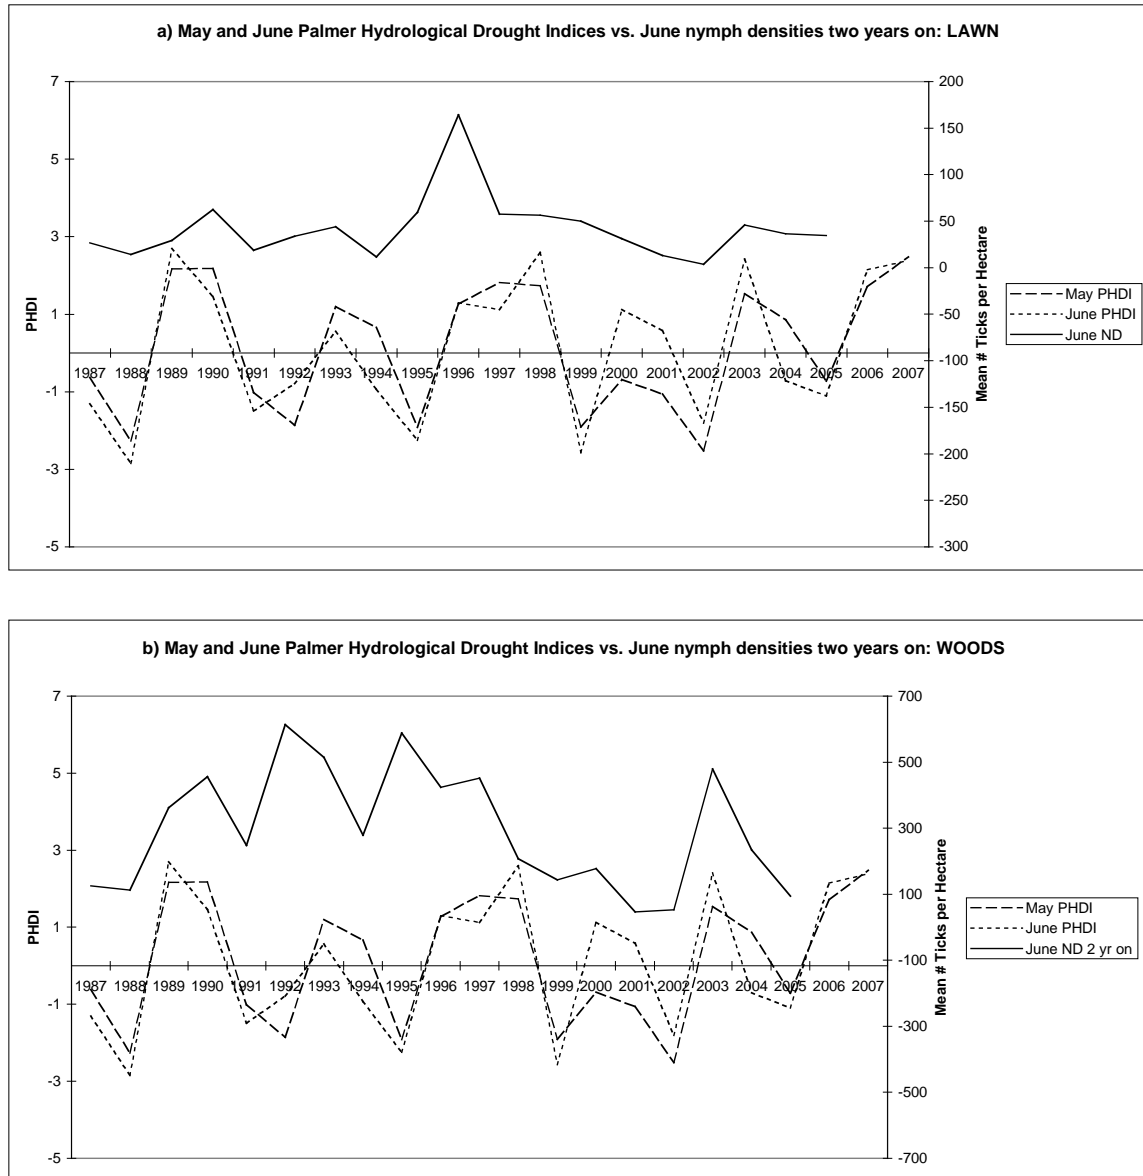 a) May and June Palmer Hydrological Drought Indices vs. June nymph densities two years on: LAWN
7
5
3
1
-1
-3
-5
PHDI
1987 1988 1989 1990 1991 1992 1993 1994 1995 1996 1997 1998 1999 2000 2001 2002 2003 2004 2005 2006 2007
200
150
100
50
0
-50
-100
-150
-200
-250
-300
Mean # Ticks per Hectare
May PHDI
June PHDI
June ND
b) May and June Palmer Hydrological Drought Indices vs. June nymph densities two years on: WOODS
7
5
3
1
-1
-3
-5
PHDI
1987 1988 1989 1990 1991 1992 1993 1994 1995 1996 1997 1998 1999 2000 2001 2002 2003 2004 2005 2006 2007
700
500
300
100
-100
-300
-500
-700
Mean # Ticks per Hectare
May PHDI
June PHDI
June ND 2 yr on